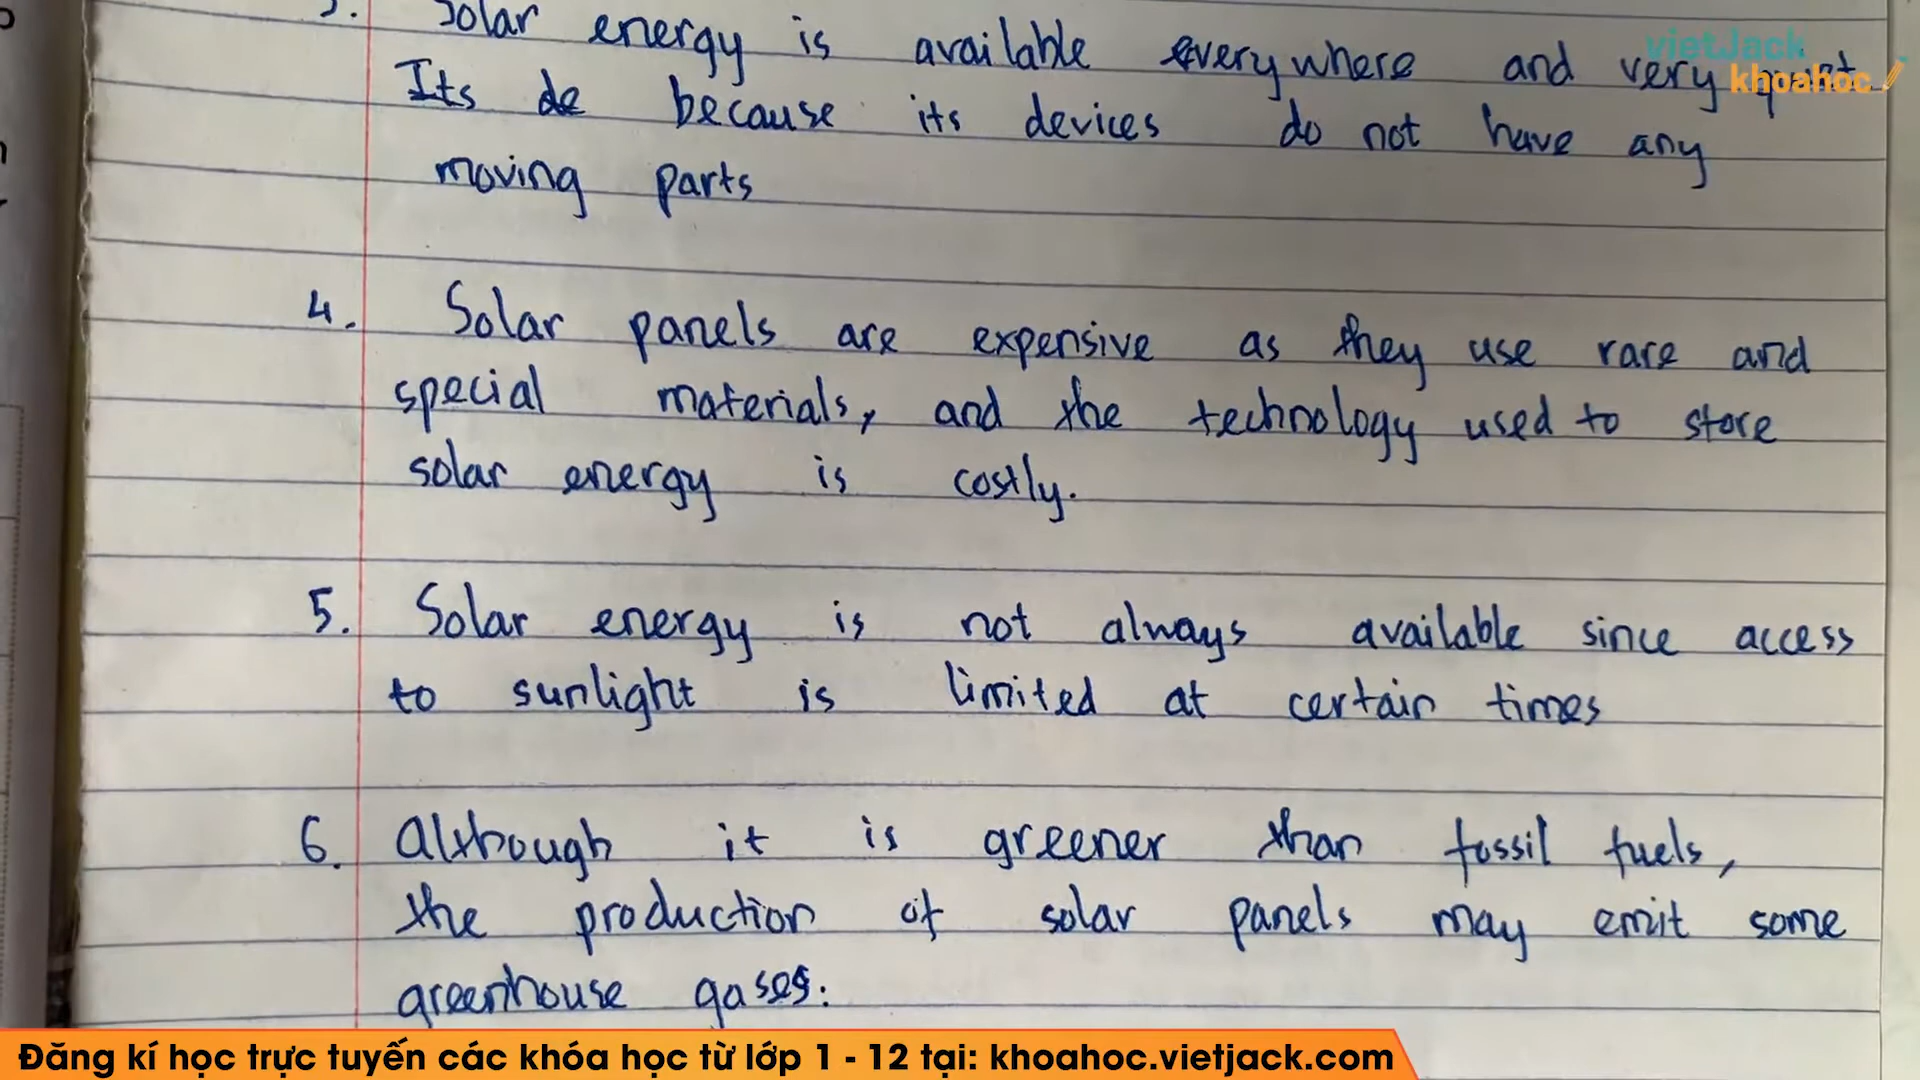 3. Solar energy is available everywhere and very
Its de because its devices do not have any
moving parts
4. Solar panels are expensive as they use rare and
special materials, and the technology used to store
solar energy is costly.
5. Solar energy is not always available since access
to sunlight is limited at certain times
6. Although it is greener than fossil fuels,
the production of solar panels may emit some
greenhouse gases.
vietJack
khoahoc
Đăng kí học trực tuyến các khóa học từ lớp 1 - 12 tại: khoahoc.vietjack.com